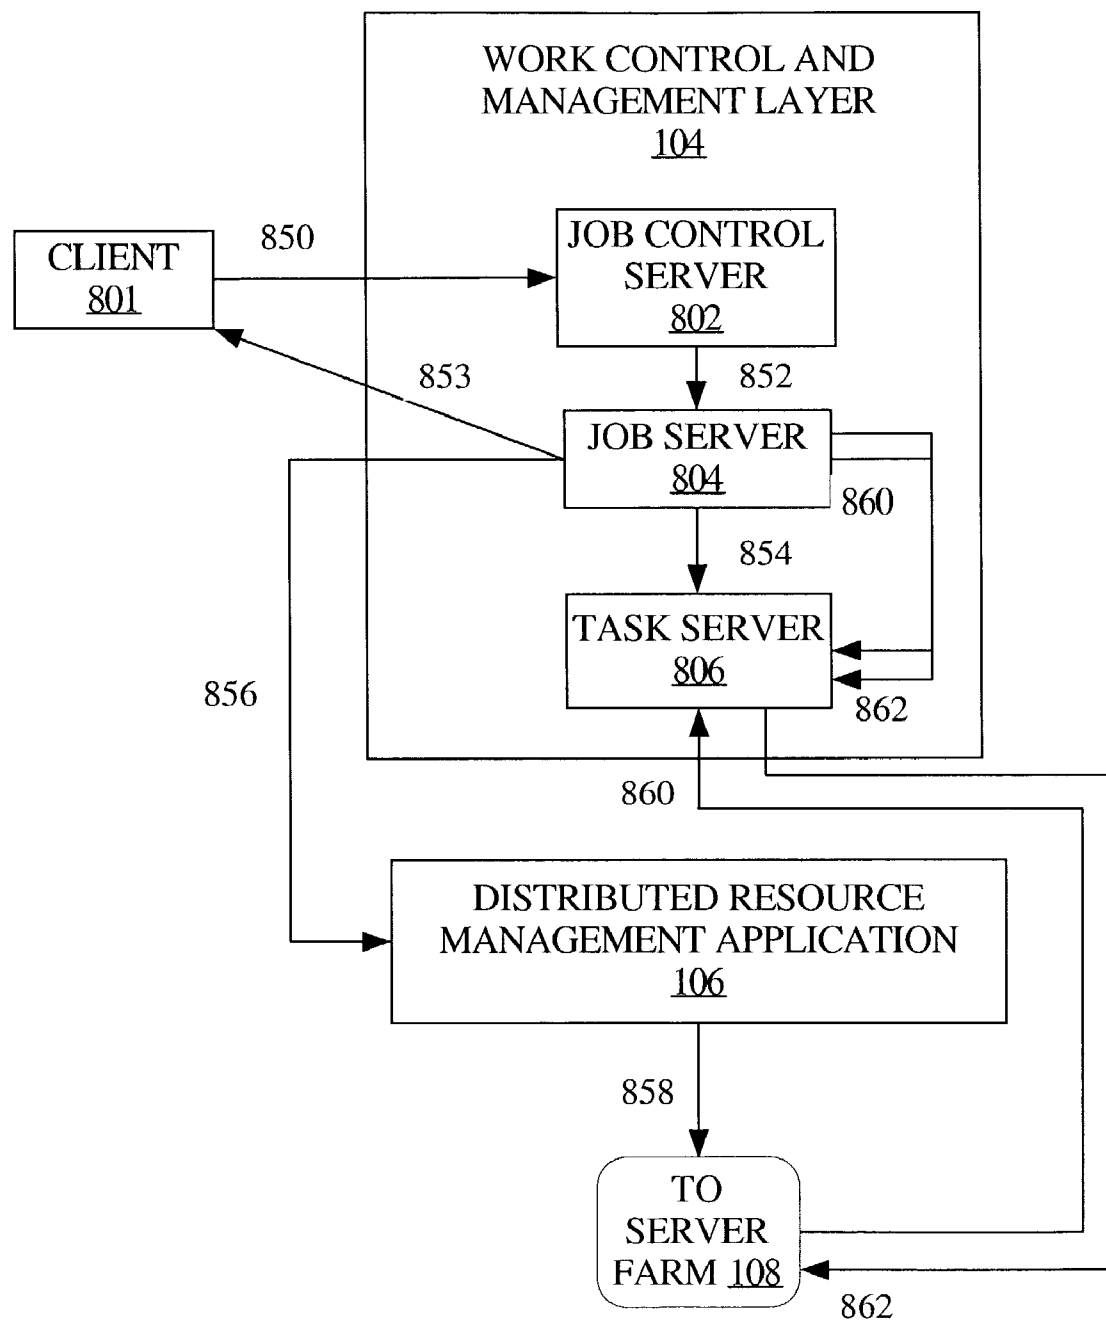 WORK CONTROL AND
MANAGEMENT LAYER
104
850
JOB CONTROL
SERVER
802
CLIENT
801
853
852
JOB SERVER
804
860
854
TASK SERVER
806
856
862
860
DISTRIBUTED RESOURCE
MANAGEMENT APPLICATION
106
858
TO
SERVER
FARM 108
862